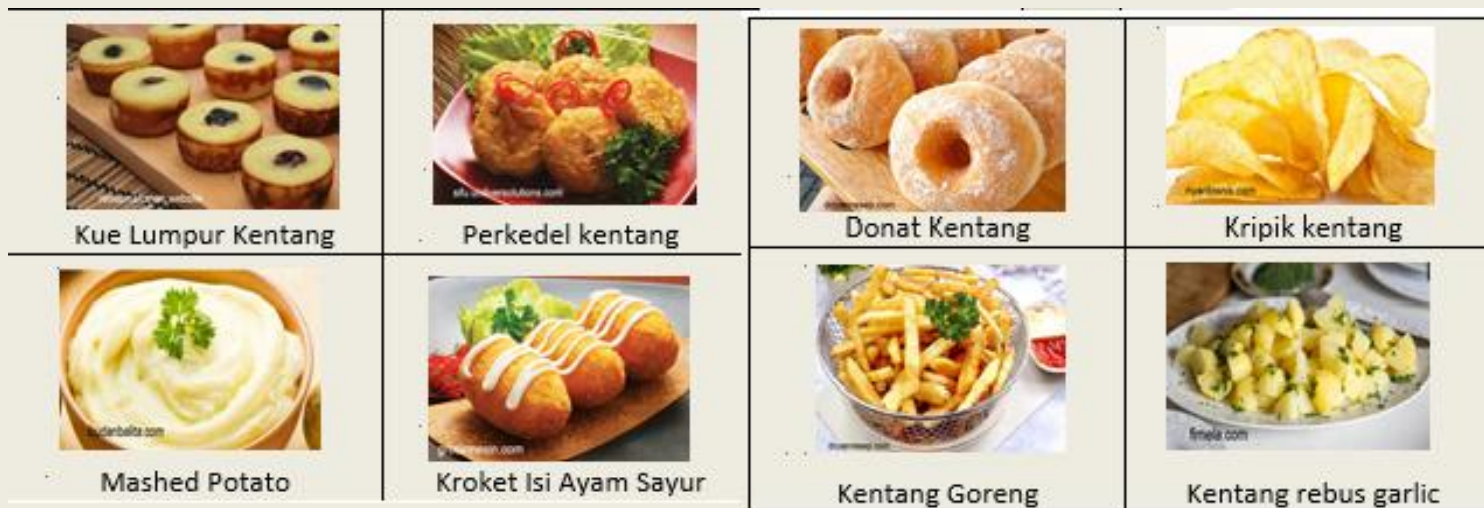 Kue Lumpur Kentang
Perkedel kentang
Donat Kentang
Kripik kentang
Mashed Potato
Kroket Isi Ayam Sayur
Kentang Goreng
Kentang rebus garlic
fimela.com